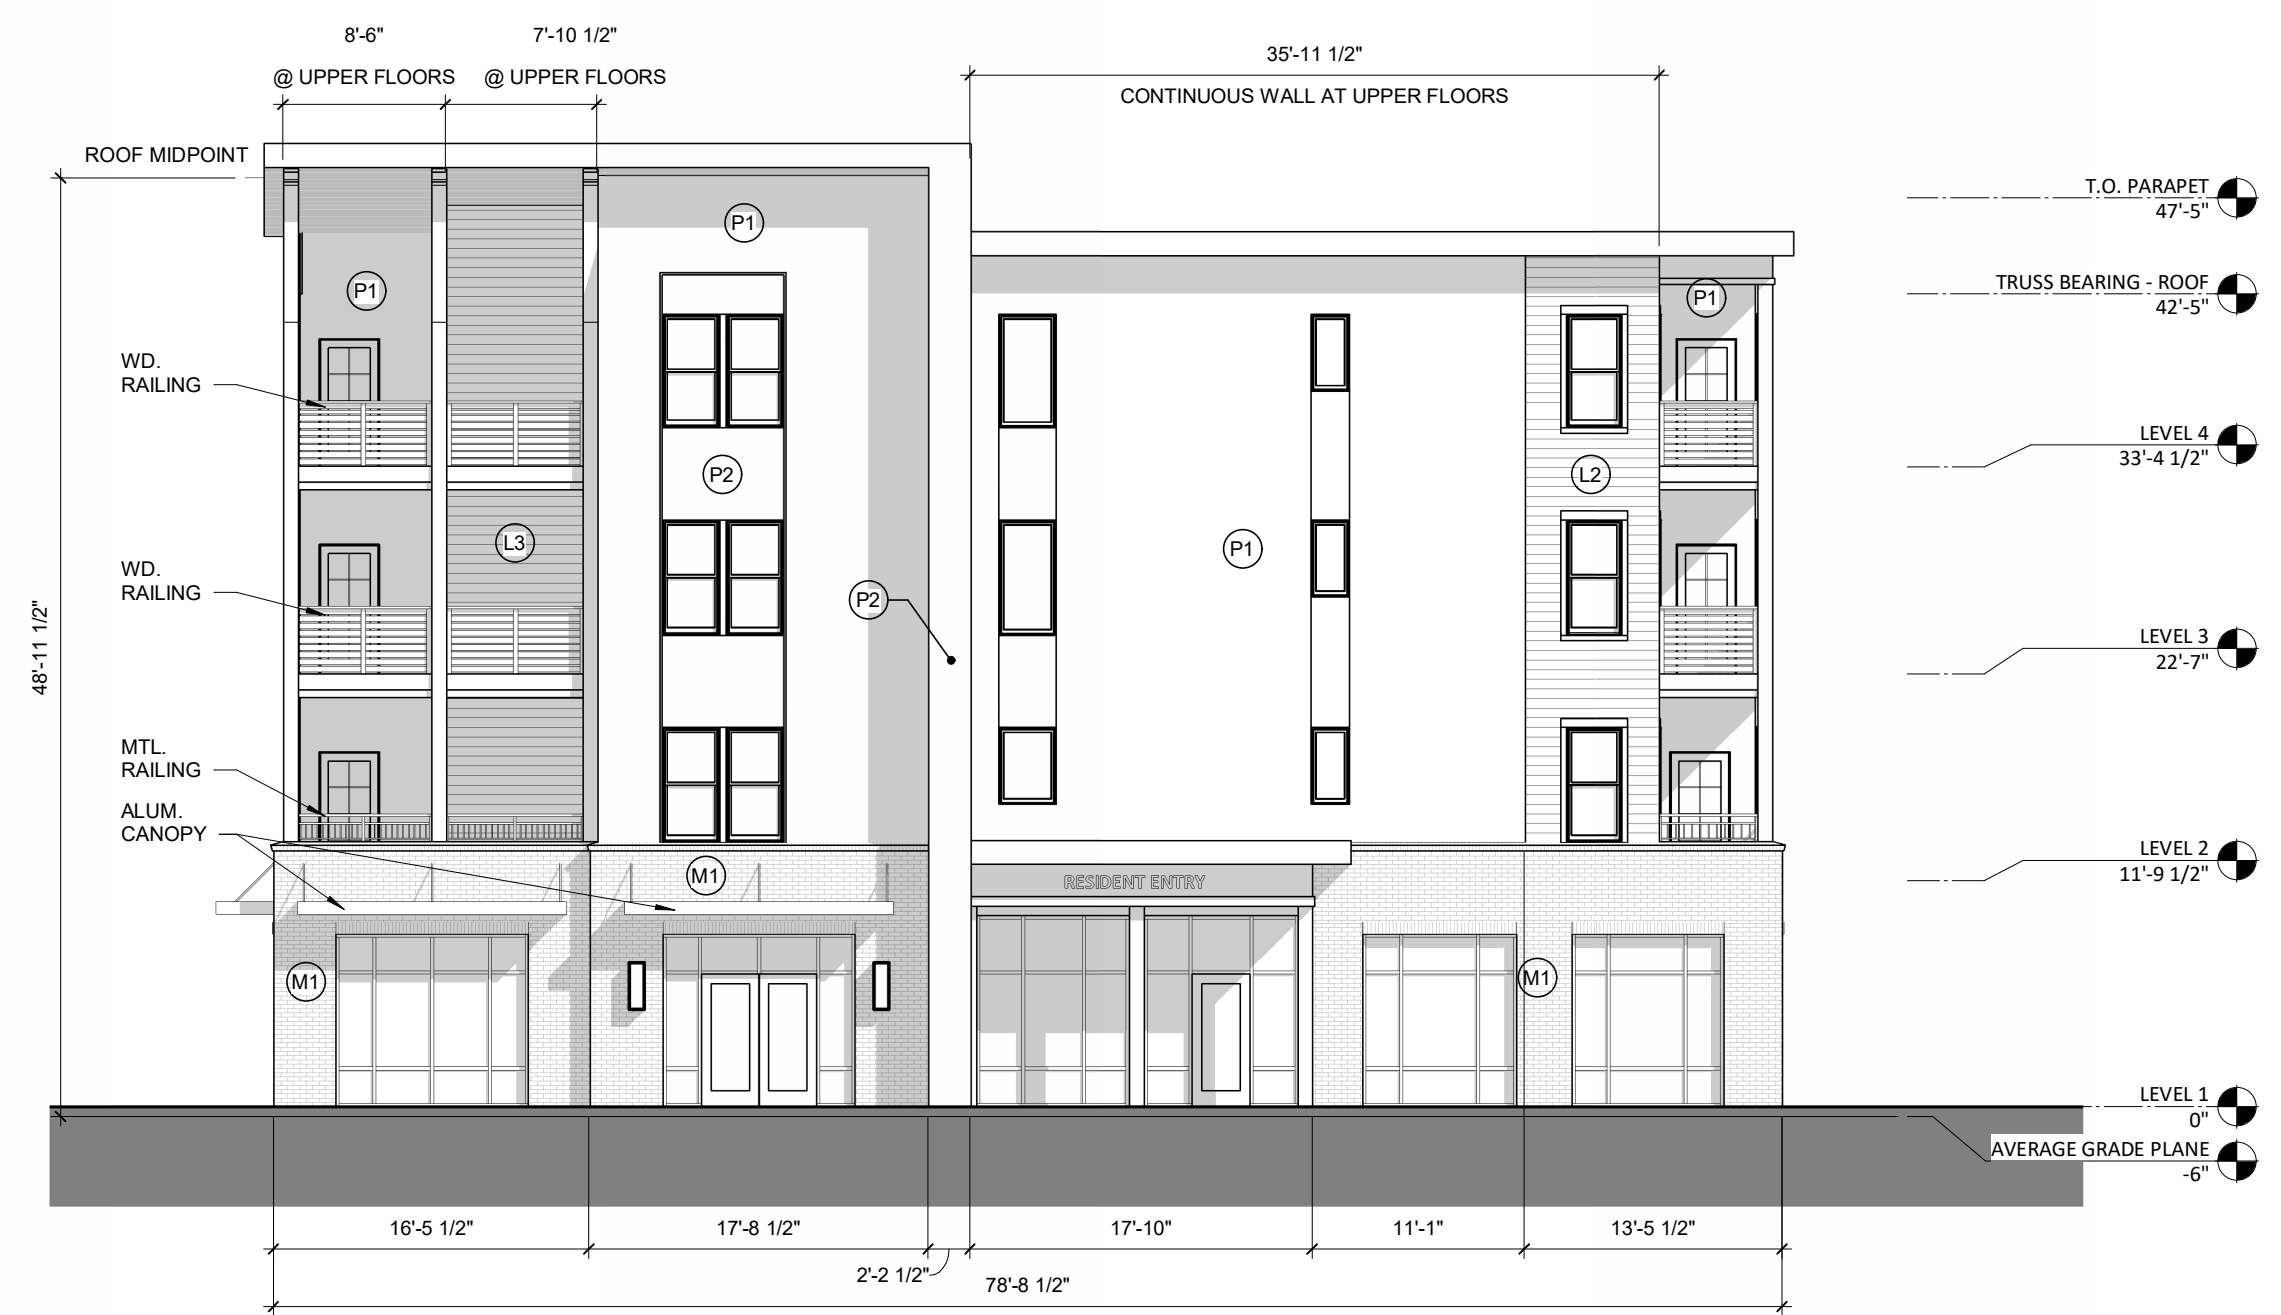 8'-6"
@ UPPER FLOORS
7'-10 1/2"
@ UPPER FLOORS
35'-11 1/2"
CONTINUOUS WALL AT UPPER FLOORS
ROOF MIDPOINT
48'-11 1/2"
T.O. PARAPET
47'-5"
TRUSS BEARING - ROOF
42'-5"
LEVEL 4
33'-4 1/2"
LEVEL 3
22'-7"
LEVEL 2
11'-9 1/2"
LEVEL 1
0"
AVERAGE GRADE PLANE
-6"
WD.
RAILING
WD.
RAILING
MTL.
RAILING
ALUM.
CANOPY
P1
P1
P1
P2
L2
L3
P1
P2
M1
RESIDENT ENTRY
M1
M1
16'-5 1/2"
17'-8 1/2"
2'-2 1/2"
17'-10"
11'-1"
13'-5 1/2"
78'-8 1/2"